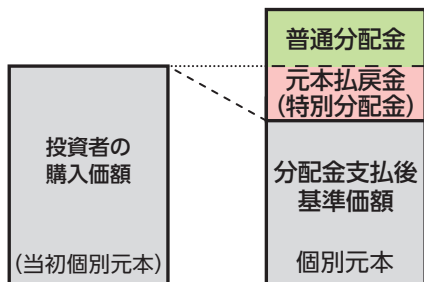 普通分配金
元本払戻金
(特別分配金)
投資者の
購入価額
分配金支払後
基準価額
(当初個別元本)
個別元本